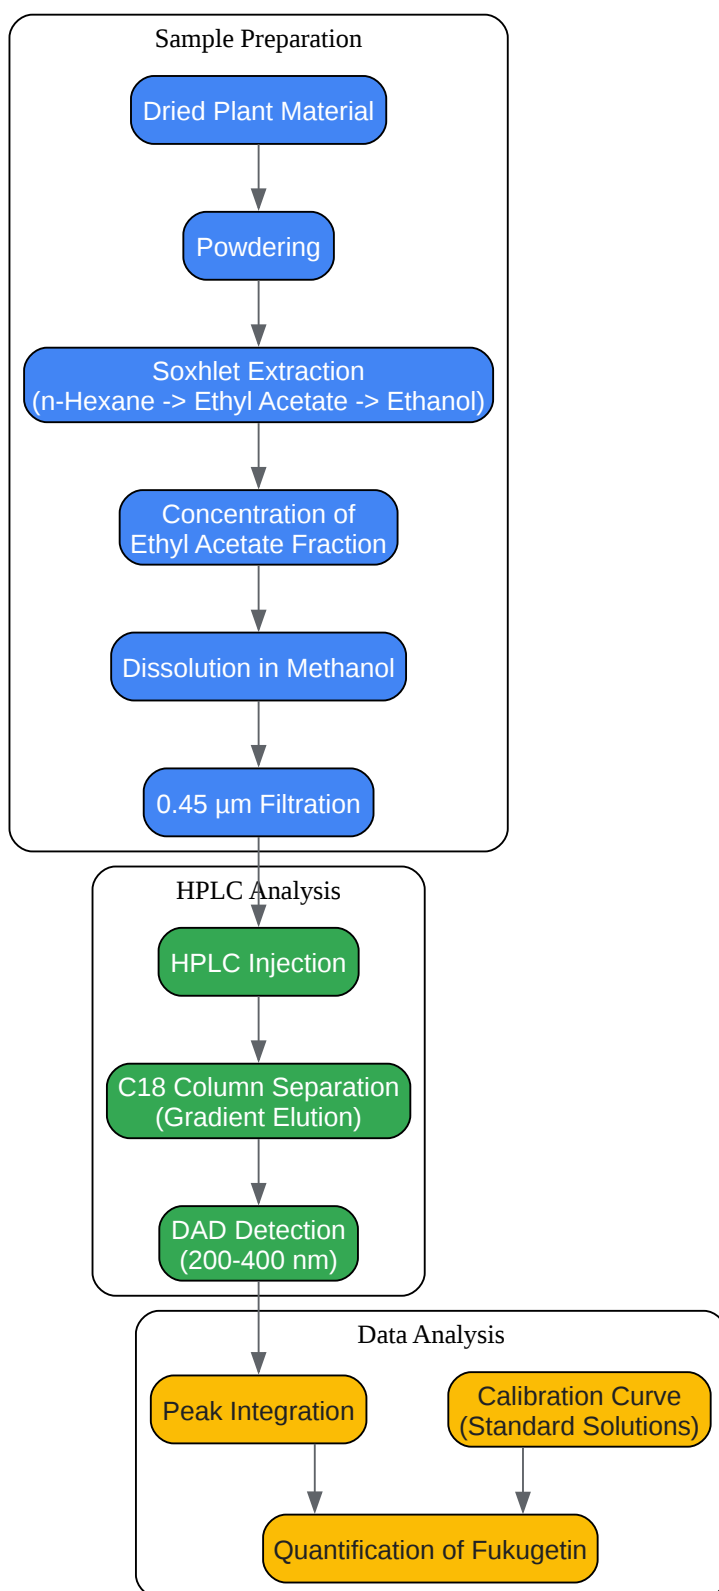 Sample Preparation
Dried Plant Material
Powdering
Soxhlet Extraction
(n-Hexane -> Ethyl Acetate -> Ethanol)
Concentration of
Ethyl Acetate Fraction
Dissolution in Methanol
0.45 µm Filtration
HPLC Analysis
HPLC Injection
C18 Column Separation
(Gradient Elution)
DAD Detection
(200-400 nm)
Data Analysis
Peak Integration
Calibration Curve
(Standard Solutions)
Quantification of Fukugetin